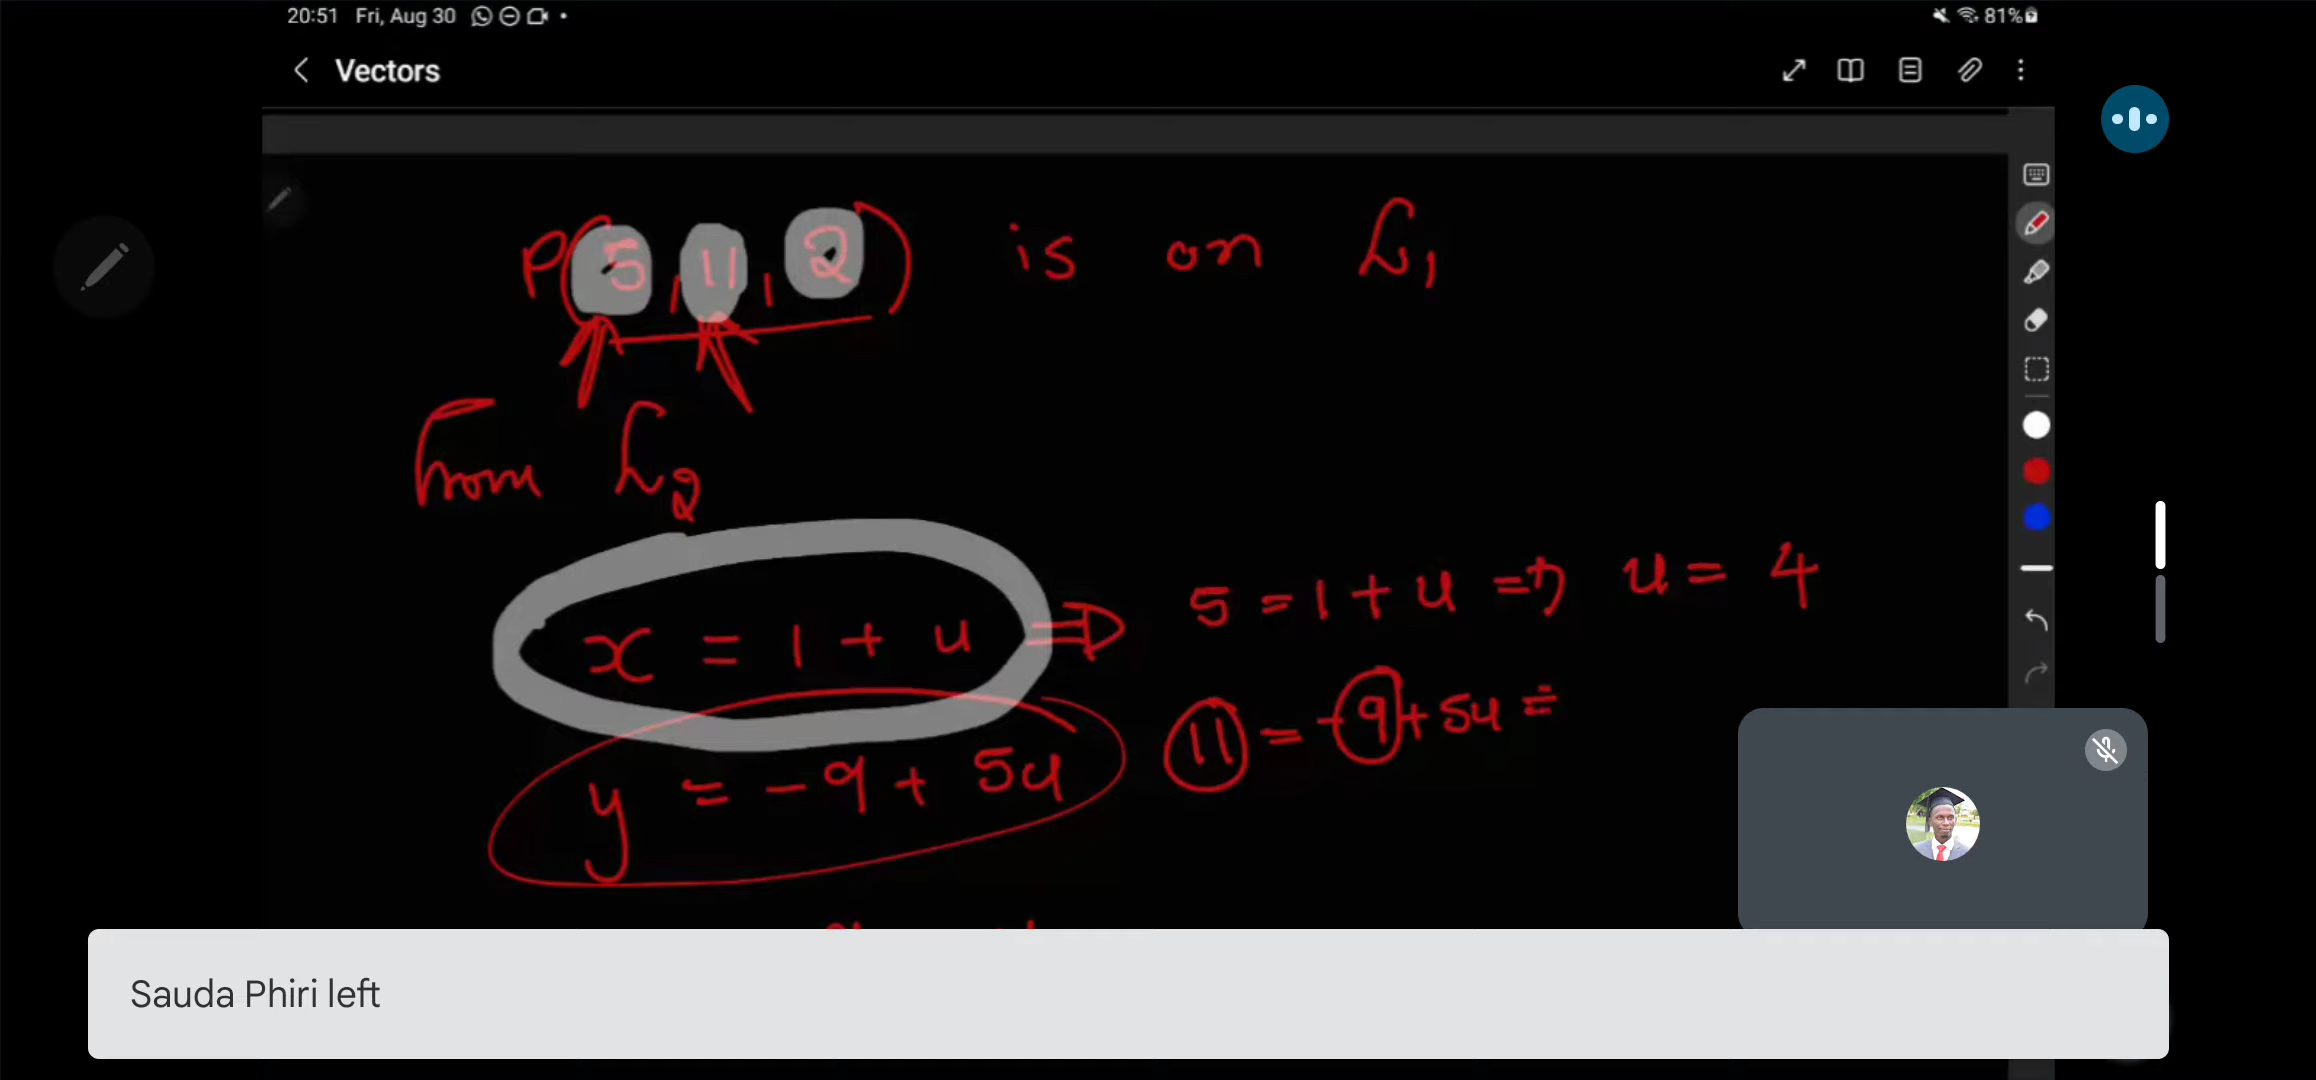 20:51 Fri, Aug 30 81%
Vectors
P(5, 11, 2) is on L1
From L2
x = 1 + u => 5 = 1 + u => u = 4
y = -9 + 5u 11 = -9 + 5u =
Sauda Phiri left